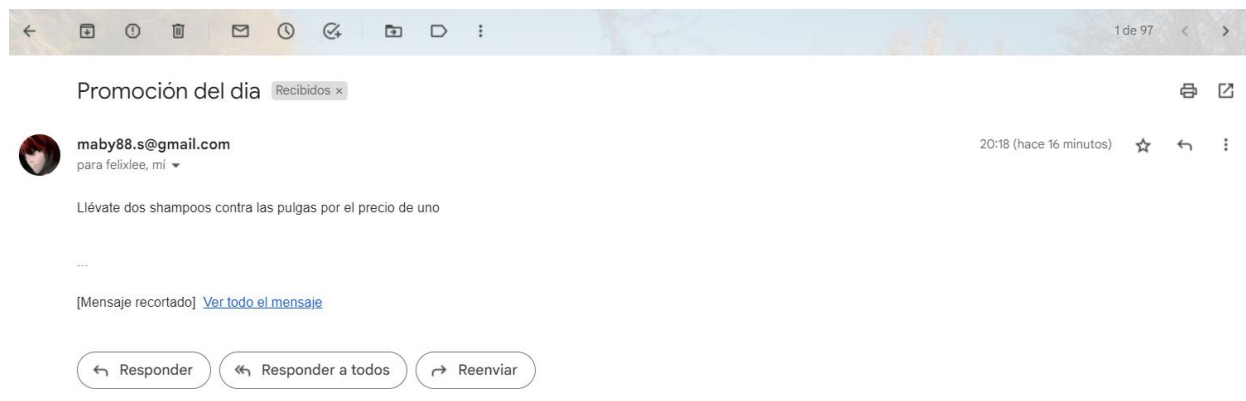 1 de 97
Promoción del dia Recibidos ×
maby88.s@gmail.com 20:18 (hace 16 minutos)
para felixlee, mí
Llévate dos shampoos contra las pulgas por el precio de uno
...
[Mensaje recortado] Ver todo el mensaje
Responder Responder a todos Reenviar